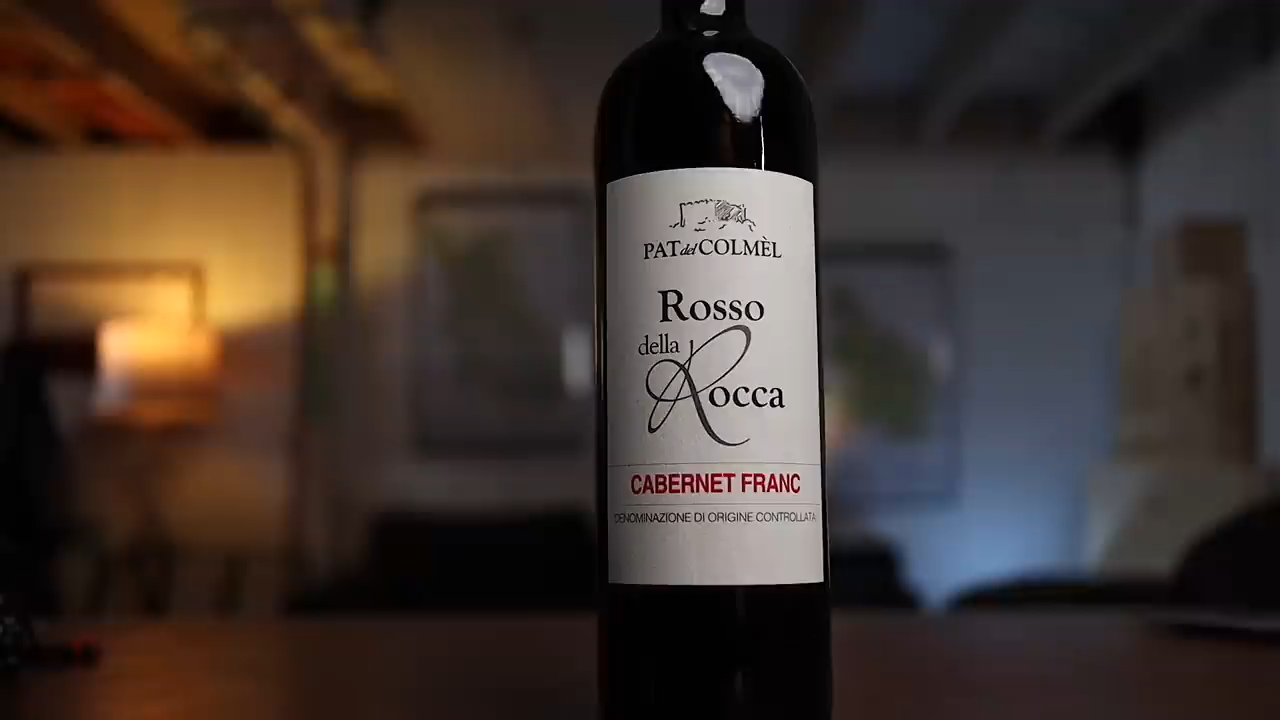 PAT del COLMÈL
Rosso
della
Rocca
CABERNET FRANC
DENOMINAZIONE DI ORIGINE CONTROLLATA